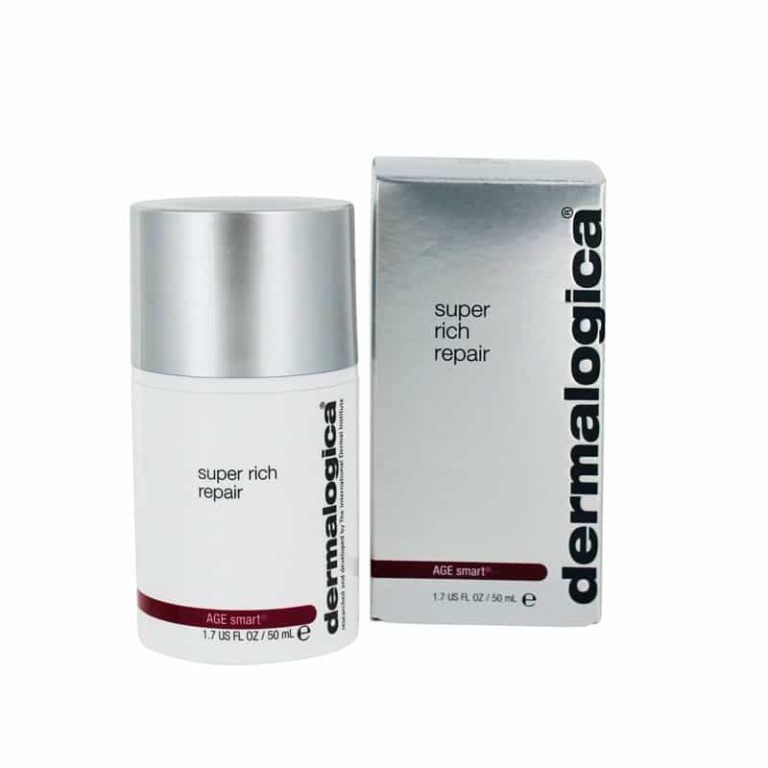 super rich
repair
dermalogica®
researched and developed by The International Dermal Institute
AGE smart®
1.7 US FL OZ / 50 mL ℮
super
rich
repair
dermalogica®
AGE smart®
1.7 US FL OZ / 50 mL ℮